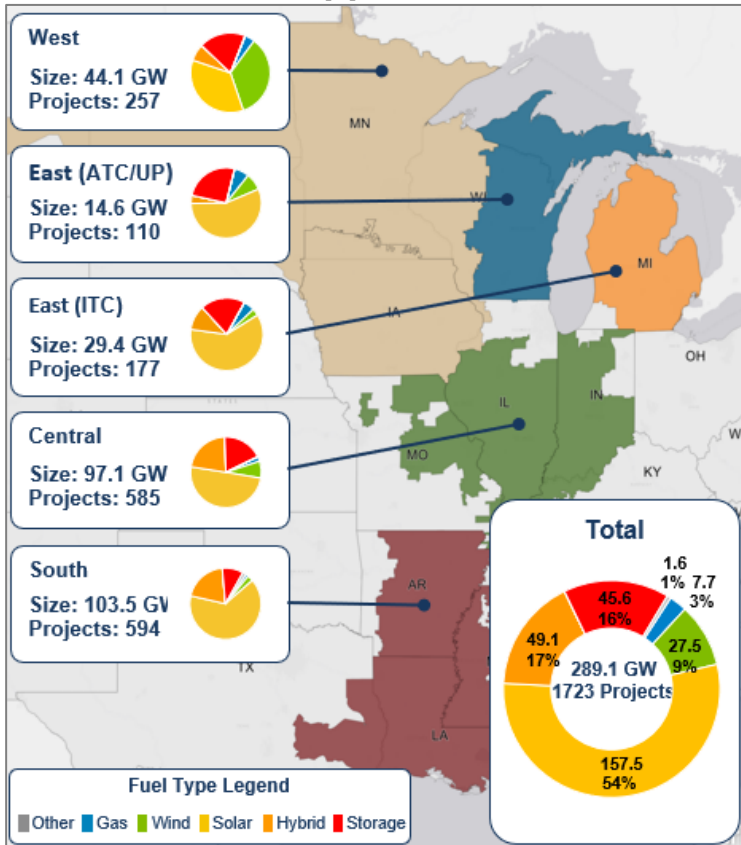 West
Size: 44.1 GW
Projects: 257
East (ATC/UP)
Size: 14.6 GW
Projects: 110
East (ITC)
Size: 29.4 GW
Projects: 177
Central
Size: 97.1 GW
Projects: 585
South
Size: 103.5 GW
Projects: 594
MN
WI
MI
IA
OH
IL
IN
MO
KY
AR
TX
LA
Total
1.6
1%
7.7
3%
45.6
16%
49.1
17%
27.5
9%
289.1 GW
1723 Projects
157.5
54%
Fuel Type Legend
Other Gas Wind Solar Hybrid Storage